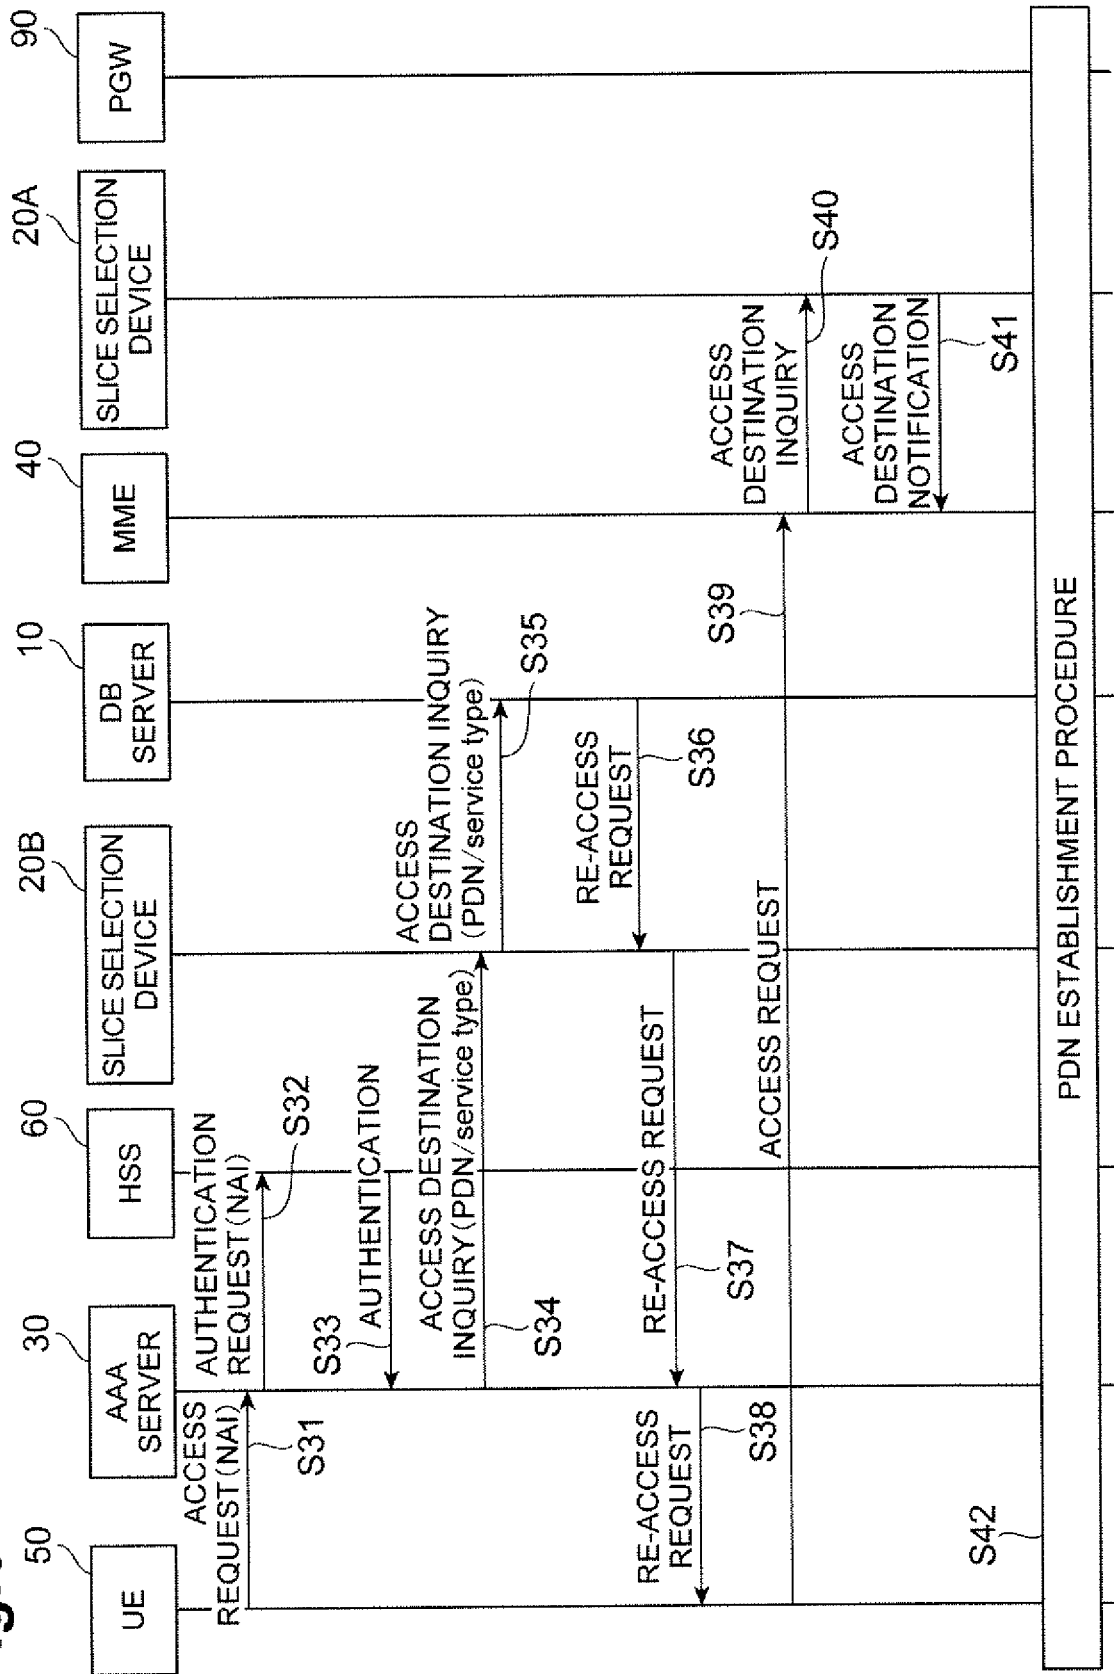 50
UE
30
AAA
SERVER
60
HSS
20B
SLICE SELECTION
DEVICE
10
DB
SERVER
40
MME
20A
SLICE SELECTION
DEVICE
90
PGW
ACCESS
REQUEST(NAI)
S31
AUTHENTICATION
REQUEST(NAI)
S32
AUTHENTICATION
S33
ACCESS DESTINATION
INQUIRY(PDN/service type)
S34
ACCESS
DESTINATION INQUIRY
(PDN/service type)
S35
RE-ACCESS
REQUEST
S36
RE-ACCESS REQUEST
S37
RE-ACCESS
REQUEST
S38
ACCESS REQUEST
S39
ACCESS
DESTINATION
INQUIRY
S40
ACCESS
DESTINATION
NOTIFICATION
S41
S42
PDN ESTABLISHMENT PROCEDURE